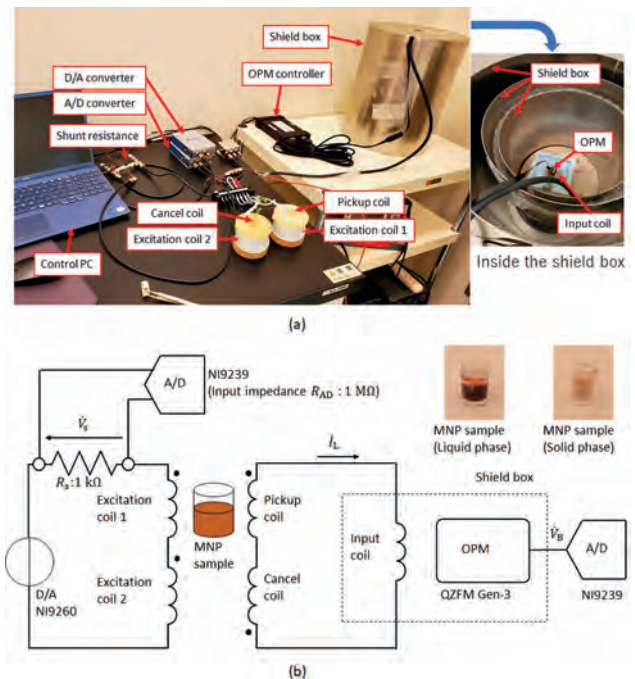 Shield box
D/A converter
A/D converter
OPM controller
Shunt resistance
Shield box
OPM
Cancel coil
Pickup coil
Excitation coil 2
Excitation coil 1
Input coil
Control PC
Inside the shield box
(a)
A/D
NI9239
(Input impedance R_AD : 1 MΩ)
V̇s
Rs :1 kΩ
MNP sample
(Liquid phase)
MNP sample
(Solid phase)
İL
Shield box
Excitation
coil 1
MNP
sample
Pickup
coil
Input
coil
OPM
V̇B
A/D
Excitation
coil 2
Cancel
coil
D/A
NI9260
QZFM Gen-3
NI9239
(b)